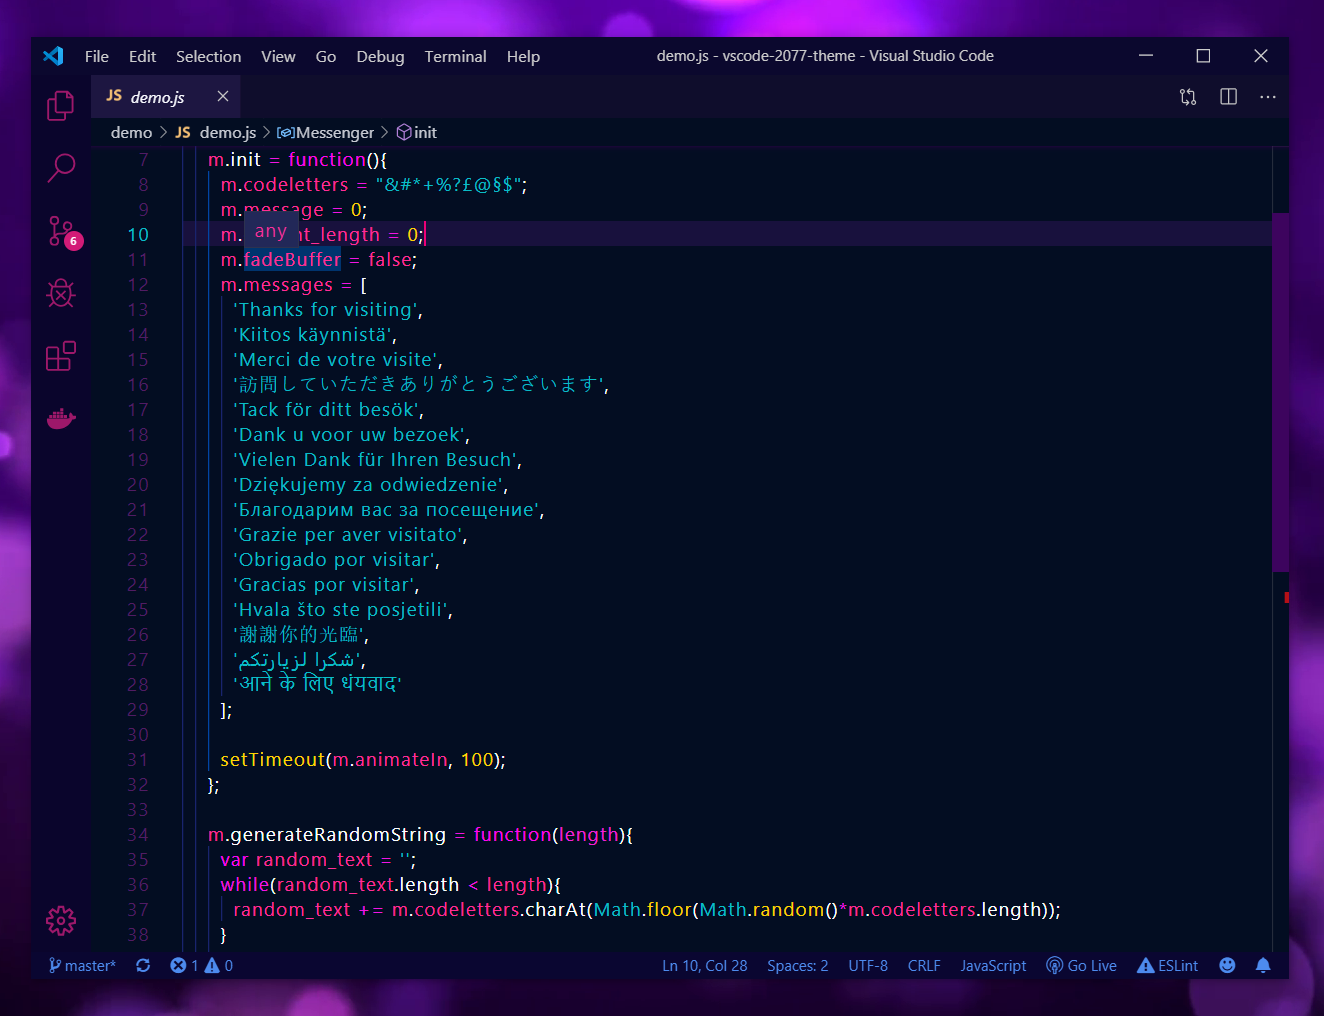 File Edit Selection View Go Debug Terminal Help demo.js - vscode-2077-theme - Visual Studio Code
JS demo.js
demo > JS demo.js > Messenger > init
7 m.init = function(){
8 m.codeletters = "&#*+%?£@§$";
9 m.message = 0;
10 m. any t_length = 0;
11 m.fadeBuffer = false;
12 m.messages = [
13 'Thanks for visiting',
14 'Kiitos käynnistä',
15 'Merci de votre visite',
16 '訪問していただきありがとうございます',
17 'Tack för ditt besök',
18 'Dank u voor uw bezoek',
19 'Vielen Dank für Ihren Besuch',
20 'Dziękujemy za odwiedzenie',
21 'Благодарим вас за посещение',
22 'Grazie per aver visitato',
23 'Obrigado por visitar',
24 'Gracias por visitar',
25 'Hvala što ste posjetili',
26 '謝謝你的光臨',
27 'شكرا لزيارتكم',
28 'आने के लिए धंयवाद'
29 ];
30
31 setTimeout(m.animateIn, 100);
32 };
33
34 m.generateRandomString = function(length){
35 var random_text = '';
36 while(random_text.length < length){
37 random_text += m.codeletters.charAt(Math.floor(Math.random()*m.codeletters.length));
38 }
6
master* 1 0 Ln 10, Col 28 Spaces: 2 UTF-8 CRLF JavaScript Go Live ESLint